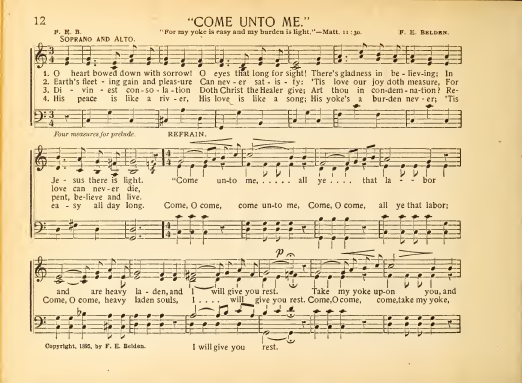 12
"COME UNTO ME."
F. E. B.
"For my yoke is easy and my burden is light."—Matt. 11:30.
F. E. BELDEN.
SOPRANO AND ALTO.
1. O heart bowed down with sorrow! O eyes that long for sight! There's gladness in be - liev - ing; In
2. Earth's fleet - ing gain and pleas-ure Can nev - er sat - is - fy: 'Tis love our joy doth measure, For
3. Di - vin - est con - so - la - tion Doth Christ the Healer give; Art thou in con-dem-na-tion? Re-
4. His peace is like a riv - er, His love is like a song; His yoke's a bur-den nev - er; 'Tis
Four measures for prelude.
REFRAIN.
Je - sus there is light. "Come un-to me, . . . . . all ye . . . . that la - bor
love can nev-er die,
pent, be-lieve and live.
ea - sy all day long. Come, O come, come un-to me, Come, O come, all ye that labor;
and are heavy la - den, and I will give you rest. Take my yoke up-on you, and
Come, O come, heavy laden souls, I . . . . will give you rest. Come, O come, come, take my yoke,
Copyright, 1895, by F. E. Belden.
I will give you rest.